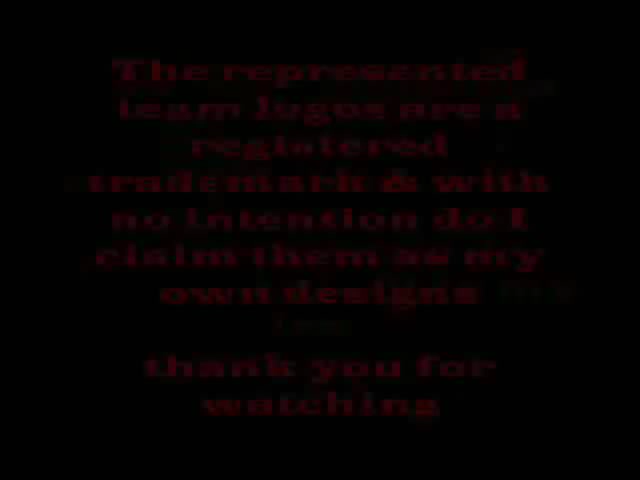 The represented
team logos are a
registered
trademark & with
no intention do I
claim them as my
own designs
thank you for
watching